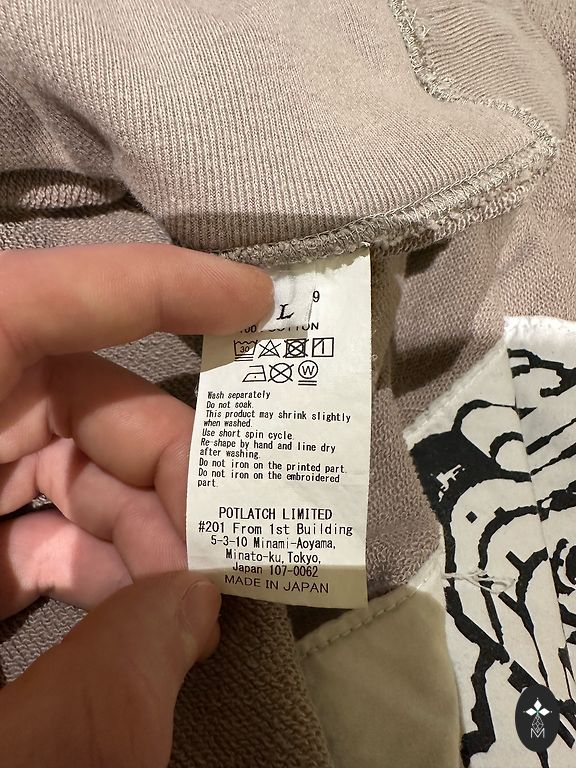 9
L
COTTON
30
W
Wash separately
Do not soak
This product may shrink slightly
when washed.
Use short spin cycle.
Re-shape by hand and line dry
after washing.
Do not iron on the printed part.
Do not iron on the embroidered
part.
POTLATCH LIMITED
#201 From 1st Building
5-3-10 Minami-Aoyama,
Minato-ku,Tokyo,
Japan 107-0062
MADE IN JAPAN
M